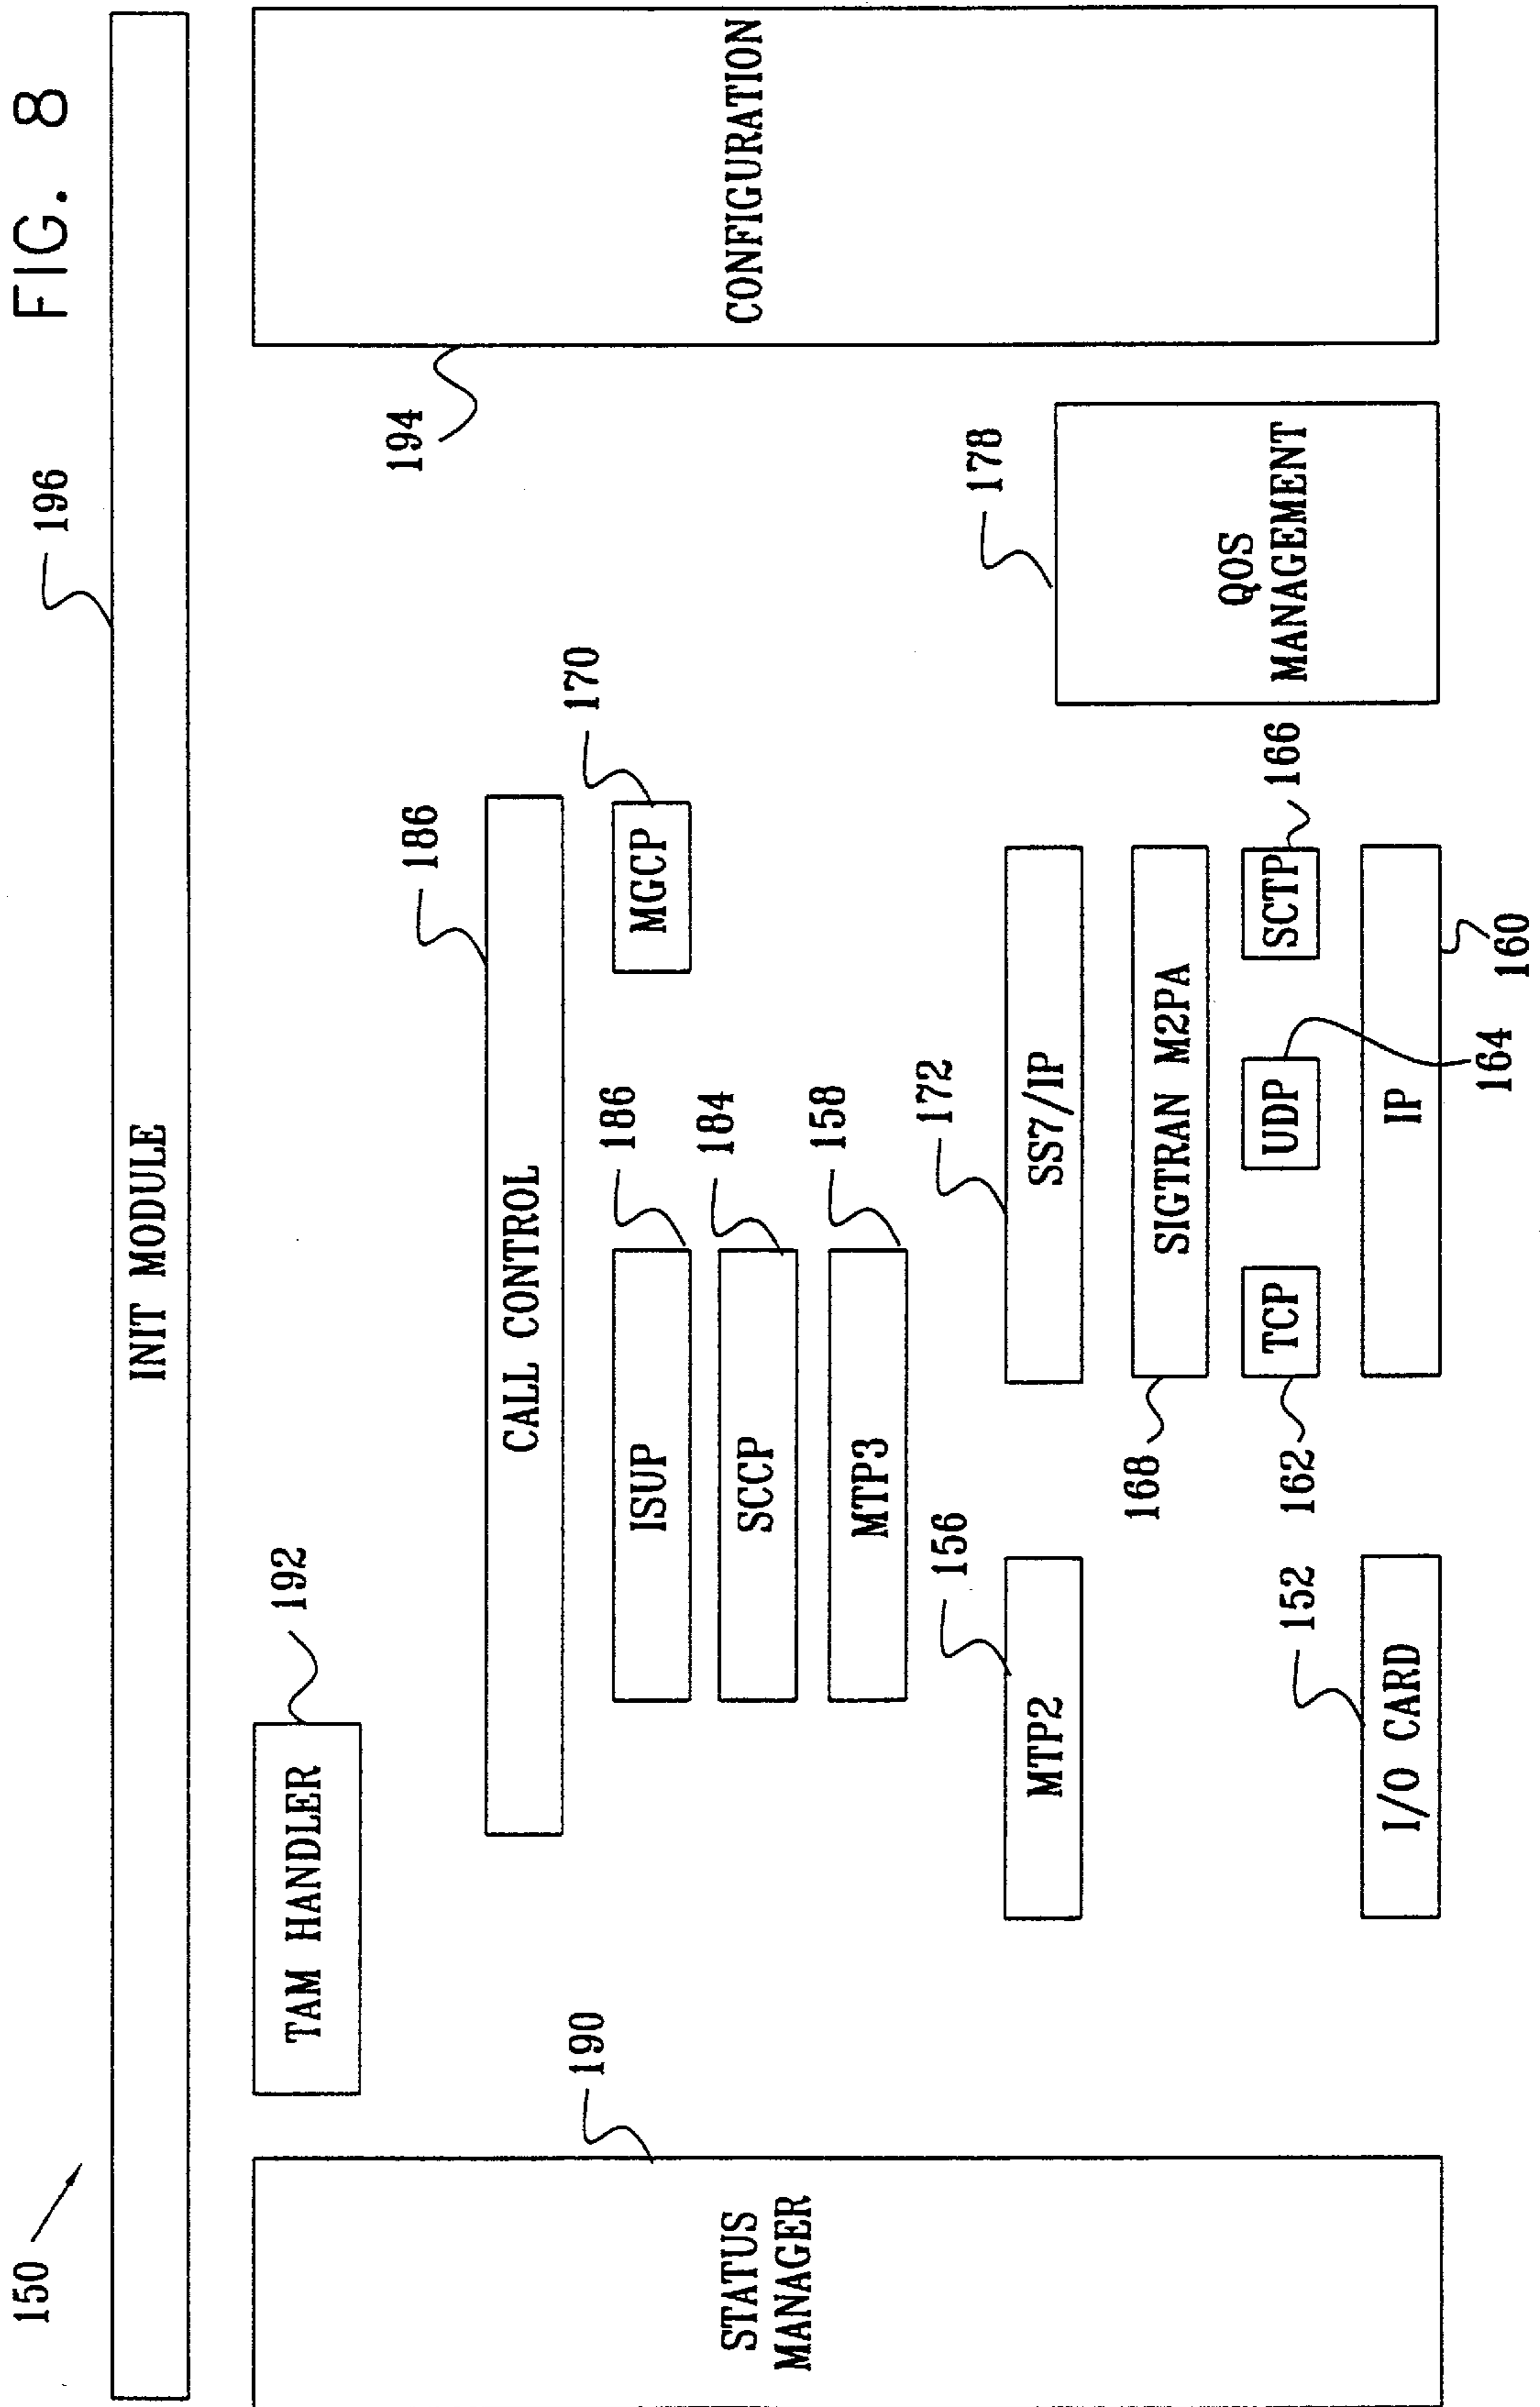 FIG. 8
150
196
INIT MODULE
192
TAM HANDLER
194
CONFIGURATION
190
STATUS
MANAGER
186
CALL CONTROL
186
ISUP
170
MGCP
184
SCCP
158
MTP3
156
MTP2
172
SS7/IP
178
QOS
MANAGEMENT
168
SIGTRAN M2PA
162
TCP
UDP
SCTP
166
152
I/O CARD
IP
164
160